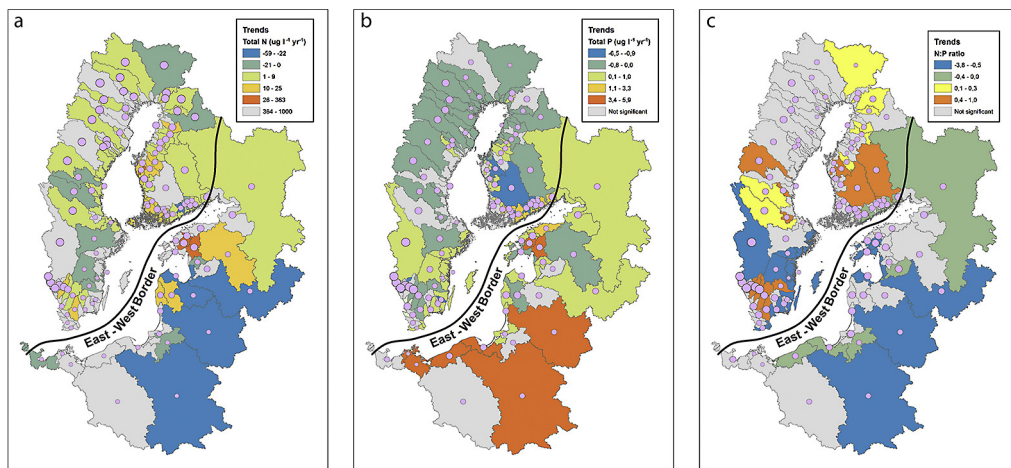 a
Trends
Total N (ug l⁻¹ yr⁻¹)
-59 - -22
-21 - 0
1 - 9
10 - 25
26 - 383
384 - 1000
East -West Border
b
Trends
Total P (ug l⁻¹ yr⁻¹)
-6,5 - -0,9
-0,8 - 0,0
0,1 - 1,0
1,1 - 3,3
3,4 - 5,9
Not significant
East -West Border
c
Trends
N:P ratio
-3,8 - -0,5
-0,4 - 0,0
0,1 - 0,3
0,4 - 1,0
Not significant
East -West Border